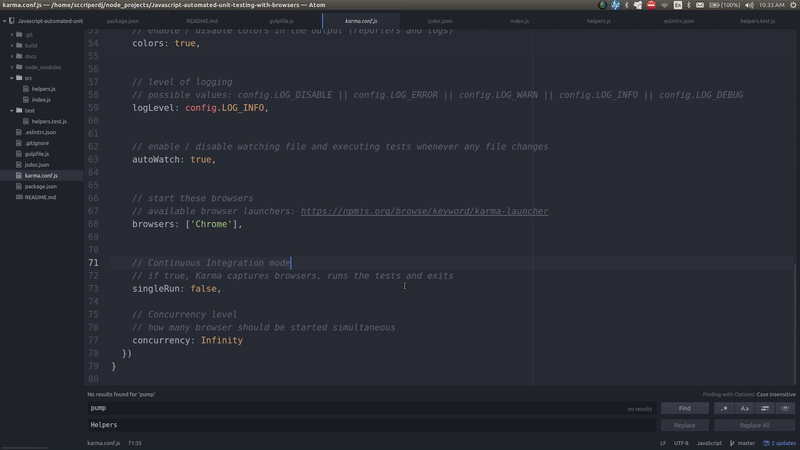 karma.conf.js — /home/sccriperdj/node_projects/Javascript-automated-unit-testing-with-browsers — Atom
En
(100%)
10:33 AM
Javascript-automated-unit
package.json
README.md
gulpfile.js
karma.conf.js
jsdoc.json
index.js
helpers.js
eslintrc.json
helpers.test.js
.git
build
docs
node_modules
src
helpers.js
index.js
test
helpers.test.js
.eslintrc.json
.gitignore
gulpfile.js
jsdoc.json
karma.conf.js
package.json
README.md
53 // enable / disable colors in the output (reporters and logs)
54 colors: true,
55
56
57 // level of logging
58 // possible values: config.LOG_DISABLE || config.LOG_ERROR || config.LOG_WARN || config.LOG_INFO || config.LOG_DEBUG
59 logLevel: config.LOG_INFO,
60
61
62 // enable / disable watching file and executing tests whenever any file changes
63 autoWatch: true,
64
65
66 // start these browsers
67 // available browser launchers: https://npmjs.org/browse/keyword/karma-launcher
68 browsers: ['Chrome'],
69
70
71 // Continuous Integration mode
72 // if true, Karma captures browsers, runs the tests and exits
73 singleRun: false,
74
75 // Concurrency level
76 // how many browser should be started simultaneous
77 concurrency: Infinity
78 })
79 }
80
No results found for 'pump'
Finding with Options: Case Insensitive
pump
no results
Find
.*
Aa
Helpers
Replace
Replace All
karma.conf.js
71:33
LF
UTF-8
JavaScript
master
2 updates